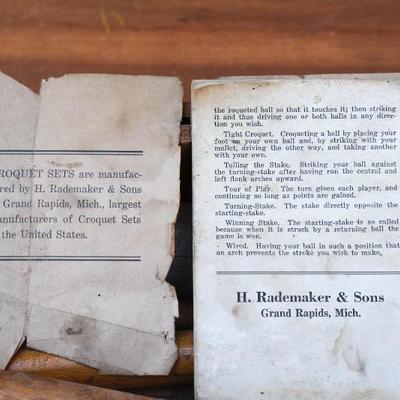 ROQUET SETS are manufac-
red by H. Rademaker & Sons
Grand Rapids, Mich., largest
anufacturers of Croquet Sets
the United States.
the roqueted ball so that it touches it; then striking
it and thus driving one or both balls in any direc-
tion you wish.
Tight Croquet. Croqueting a ball by placing your
foot on your own ball and, by striking with your
mallet, driving the other way, and taking another
with your own.
Tolling the Stake. Striking your ball against
the turning-stake after having run the central and
left flank arches upward.
Tour of Play. The turn given each player, and
continuing so long as points are gained.
Turning-Stake. The stake directly opposite the
starting-stake.
Winning Stake. The starting-stake is so called
because when it is struck by a returning ball the
game is won.
Wired. Having your ball in such a position that
an arch prevents the stroke you wish to make,
H. Rademaker & Sons
Grand Rapids, Mich.